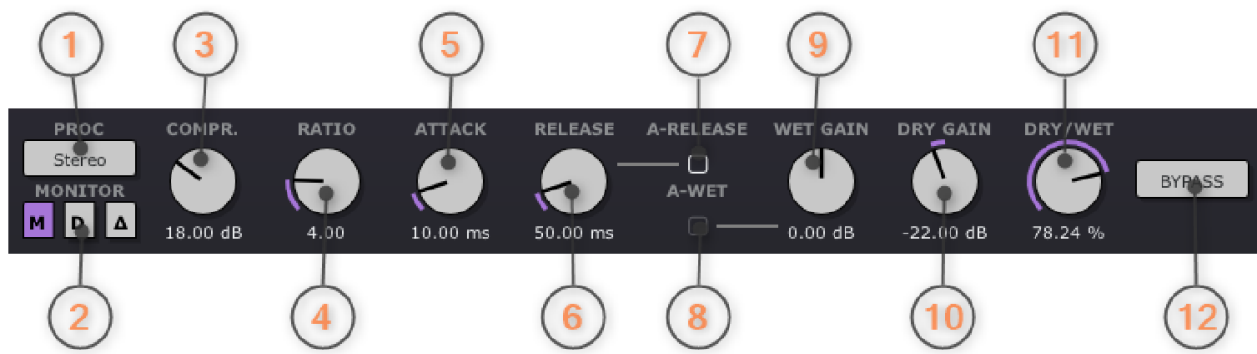 1 3 5 7 9 11
PROC COMPR. RATIO ATTACK RELEASE A-RELEASE WET GAIN DRY GAIN DRY/WET
Stereo
BYPASS
MONITOR A-WET
M D Δ
18.00 dB 4.00 10.00 ms 50.00 ms 0.00 dB -22.00 dB 78.24 %
2 4 6 8 10 12